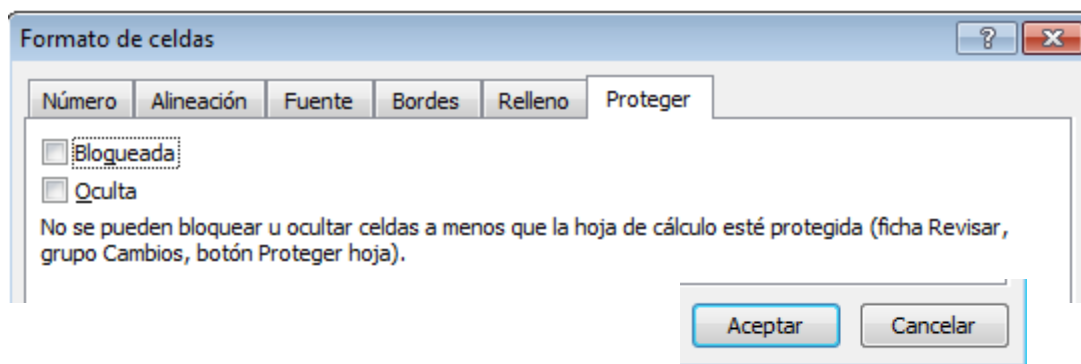 Formato de celdas
Número Alineación Fuente Bordes Relleno Proteger
Bloqueada
Oculta
No se pueden bloquear u ocultar celdas a menos que la hoja de cálculo esté protegida (ficha Revisar,
grupo Cambios, botón Proteger hoja).
Aceptar Cancelar